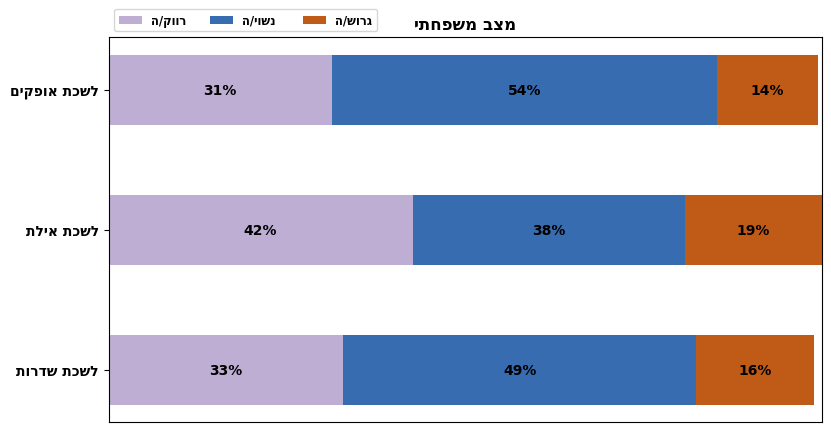 מצב משפחתי
רווק/ה נשוי/ה גרוש/ה
לשכת אופקים 31% 54% 14%
לשכת אילת 42% 38% 19%
לשכת שדרות 33% 49% 16%